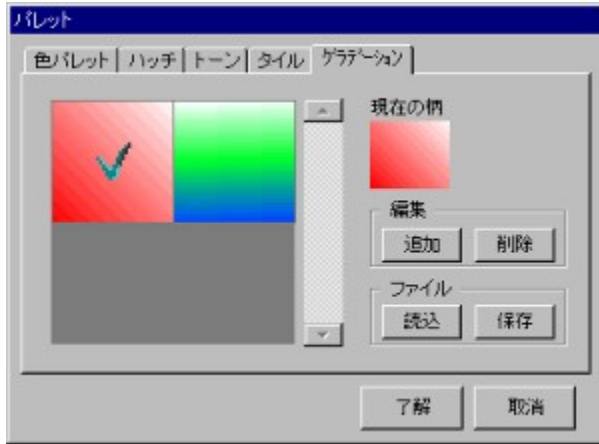 パレット
色パレット ハッチ トーン タイル グラデーション
現在の柄
編集
追加 削除
ファイル
読込 保存
了解 取消